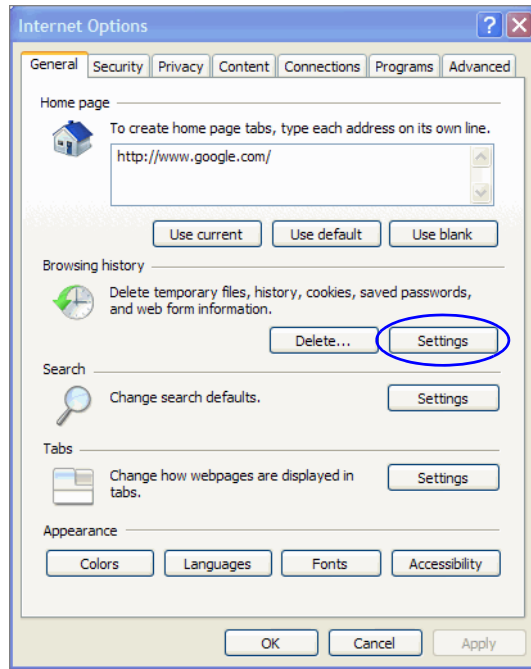 Internet Options
General Security Privacy Content Connections Programs Advanced
Home page
To create home page tabs, type each address on its own line.
http://www.google.com/
Use current Use default Use blank
Browsing history
Delete temporary files, history, cookies, saved passwords,
and web form information.
Delete... Settings
Search
Change search defaults. Settings
Tabs
Change how webpages are displayed in Settings
tabs.
Appearance
Colors Languages Fonts Accessibility
OK Cancel Apply